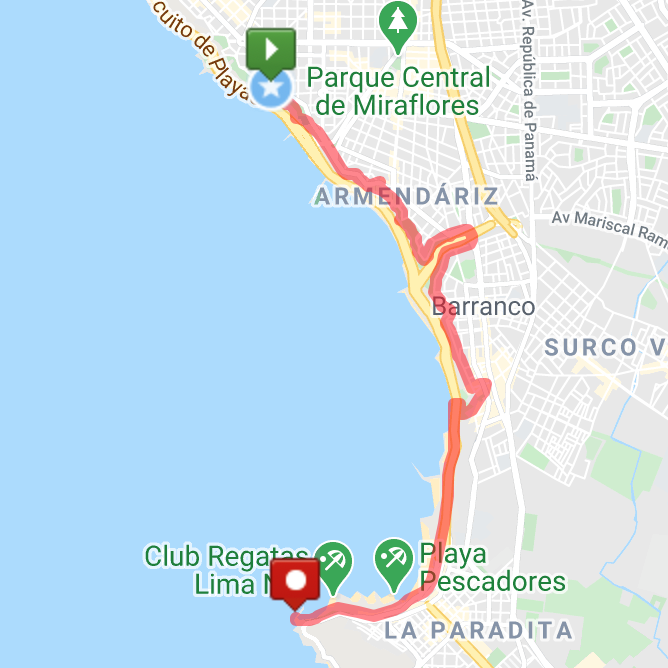 cuito de Playa
Av. República de Panamá
Parque Central
de Miraflores
ARMENDÁRIZ
Av Mariscal Ram
Barranco
SURCO V
Club Regatas
Lima N
Playa
Pescadores
LA PARADITA